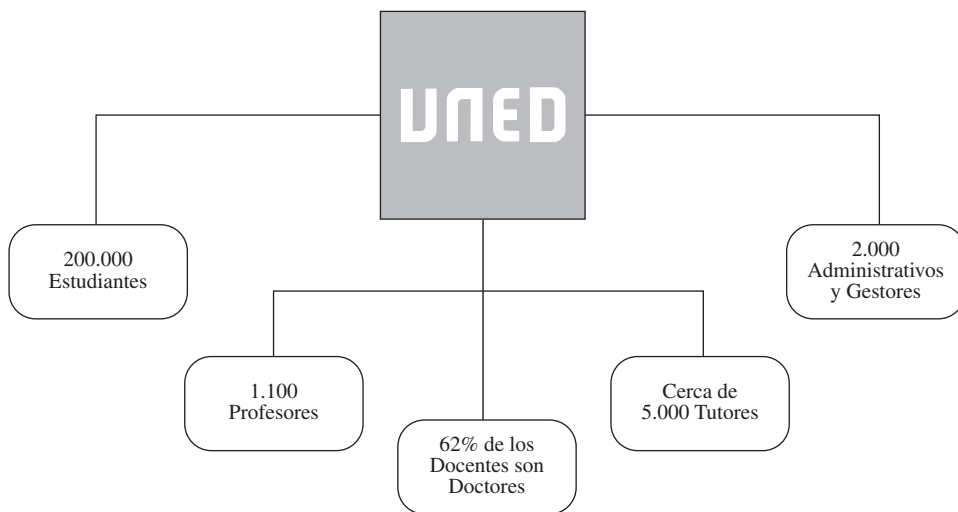 UNED
200.000
Estudiantes
2.000
Administrativos
y Gestores
1.100
Profesores
Cerca de
5.000 Tutores
62% de los
Docentes son
Doctores